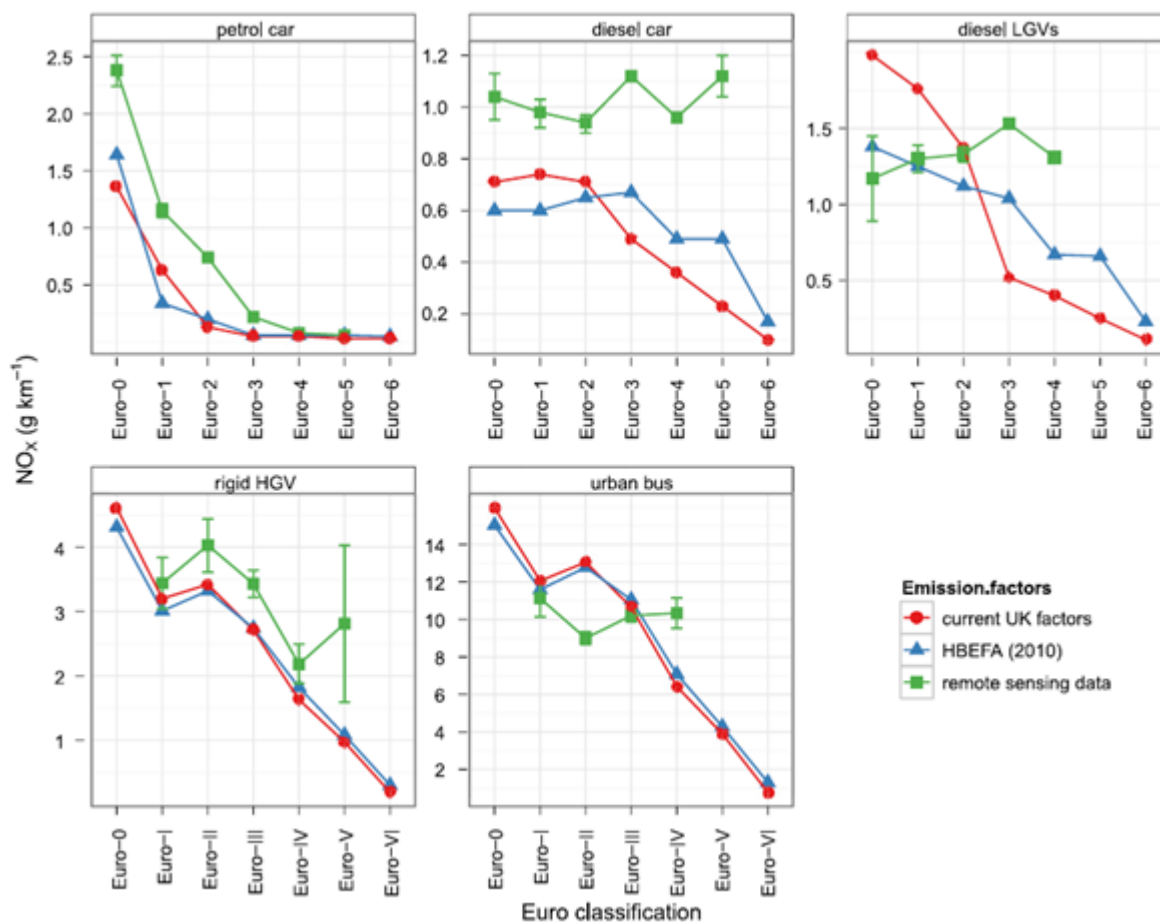 petrol car
diesel car
diesel LGVs
2.5
2.0
1.5
1.0
0.5
1.2
1.0
0.8
0.6
0.4
0.2
1.5
1.0
0.5
Euro-0
Euro-1
Euro-2
Euro-3
Euro-4
Euro-5
Euro-6
Euro-0
Euro-1
Euro-2
Euro-3
Euro-4
Euro-5
Euro-6
Euro-0
Euro-1
Euro-2
Euro-3
Euro-4
Euro-5
Euro-6
NOX (g km⁻¹)
rigid HGV
urban bus
4
3
2
1
14
12
10
8
6
4
2
Euro-0
Euro-I
Euro-II
Euro-III
Euro-IV
Euro-V
Euro-VI
Euro-0
Euro-I
Euro-II
Euro-III
Euro-IV
Euro-V
Euro-VI
Euro classification
Emission.factors
current UK factors
HBEFA (2010)
remote sensing data